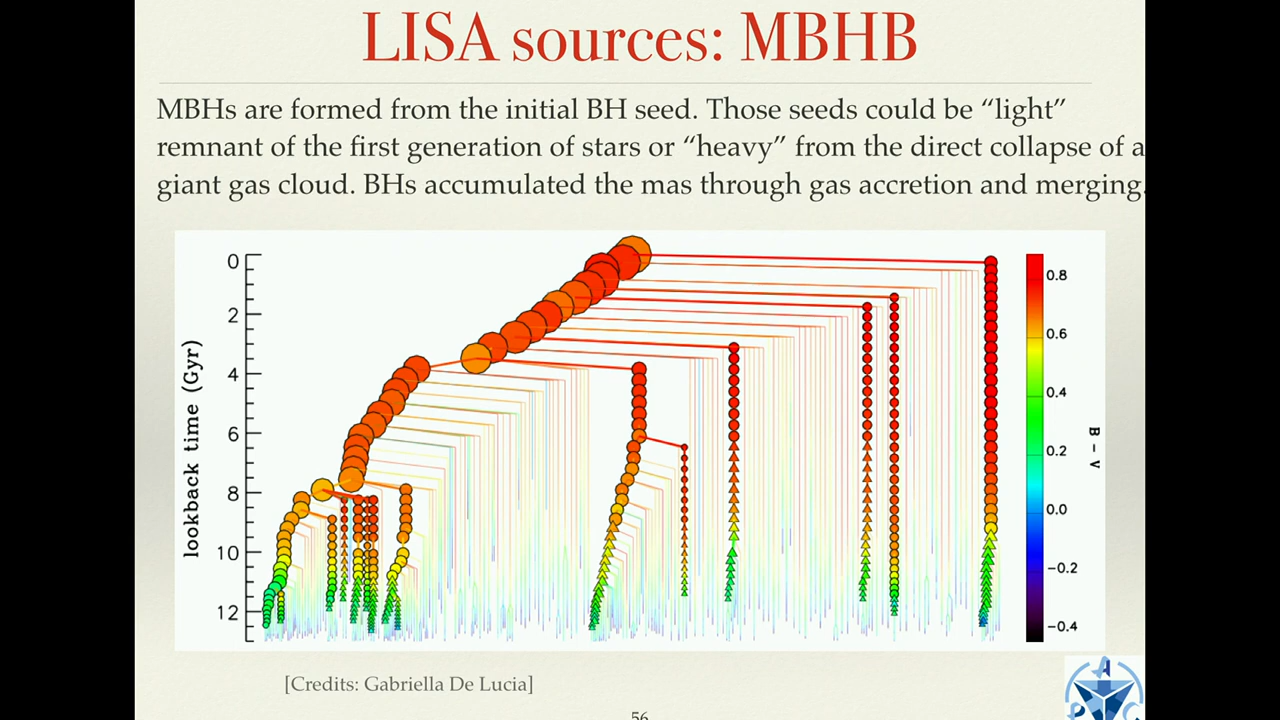 LISA sources: MBHB
MBHs are formed from the initial BH seed. Those seeds could be “light”
remnant of the first generation of stars or “heavy” from the direct collapse of a
giant gas cloud. BHs accumulated the mas through gas accretion and merging.
lookback time (Gyr)
0
2
4
6
8
10
12
0.8
0.6
0.4
0.2
0.0
−0.2
−0.4
B − V
[Credits: Gabriella De Lucia]
56
A
P
C